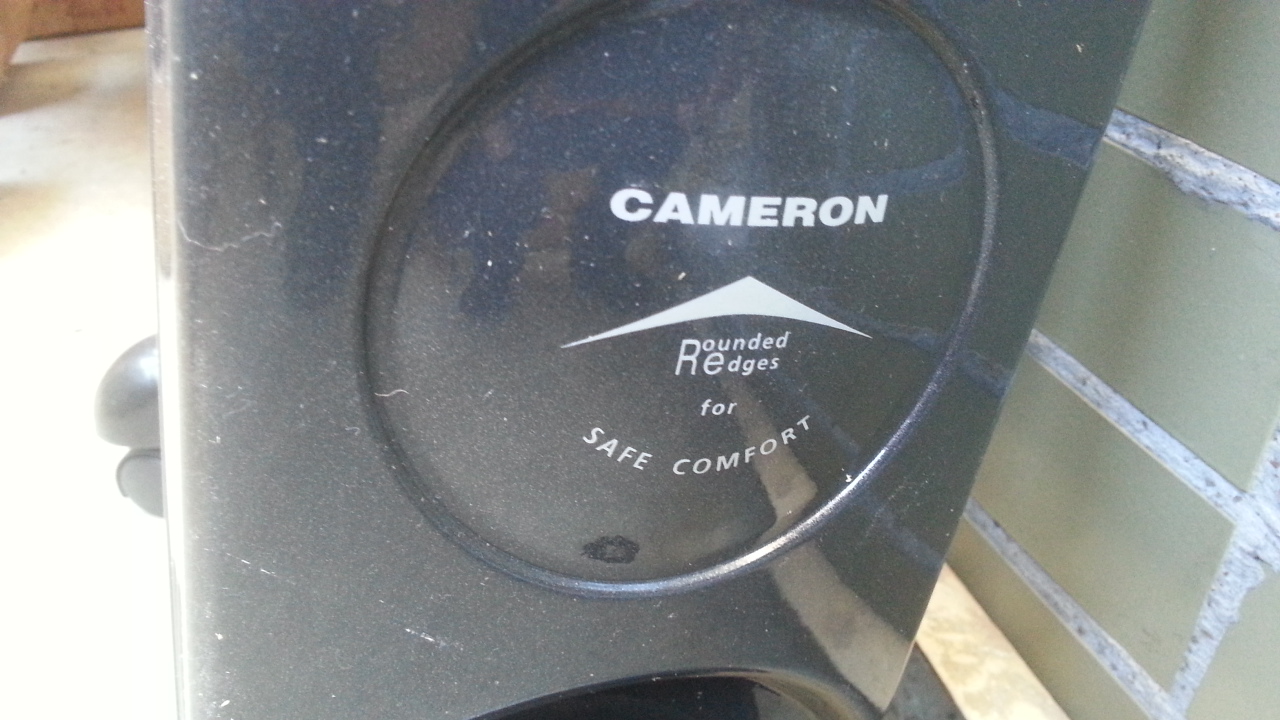 CAMERON
Rounded
Redges
for
SAFE COMFORT